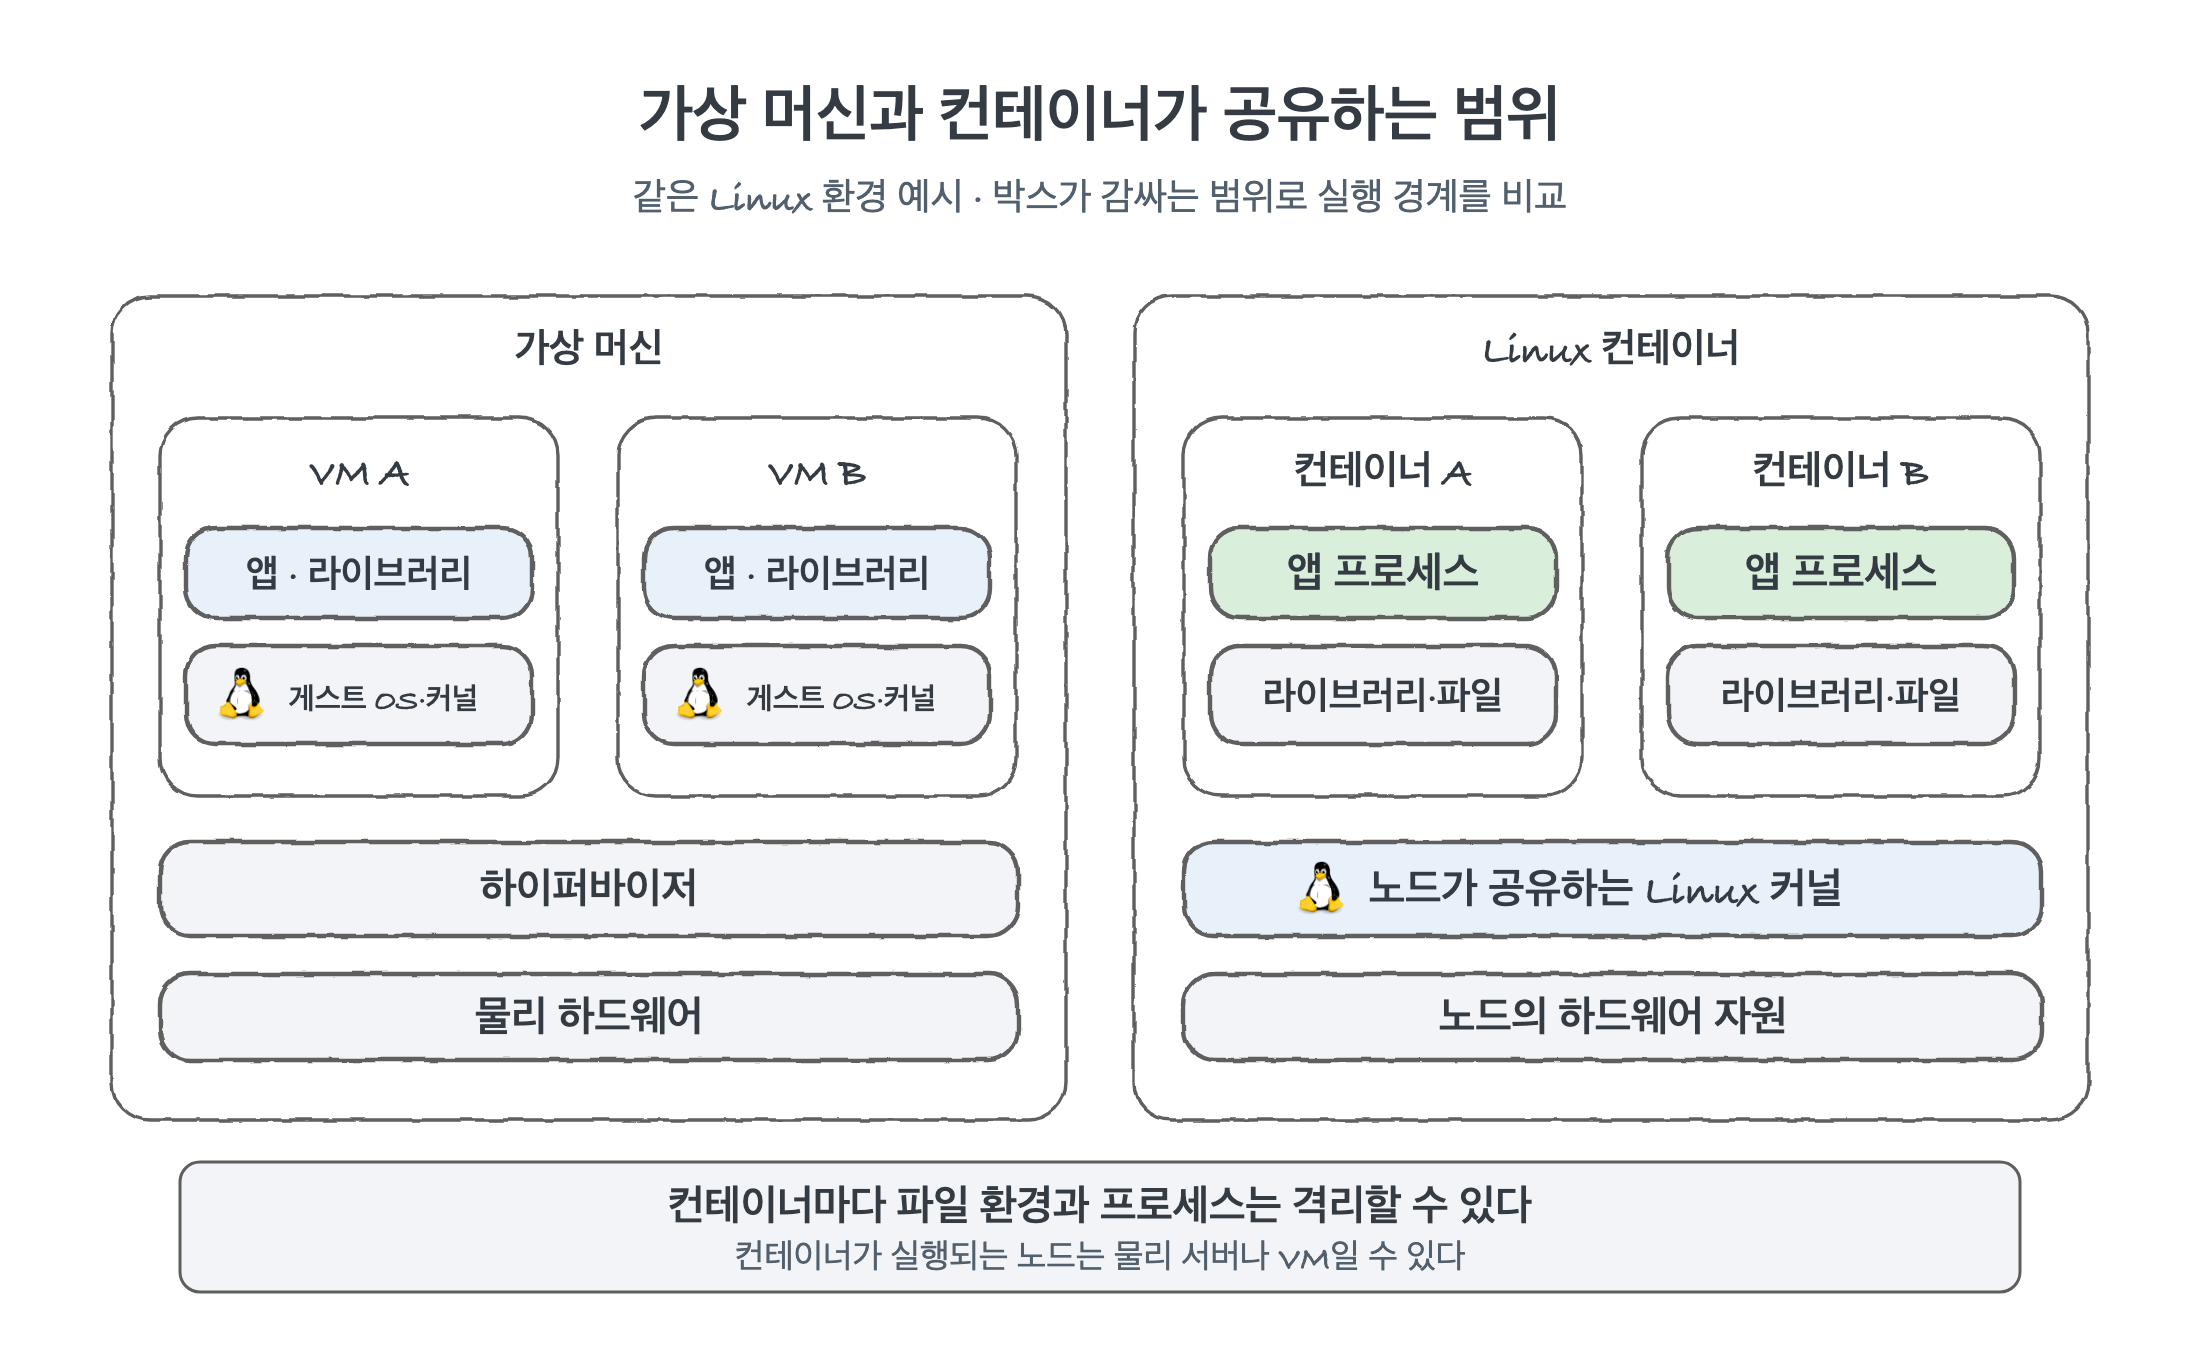 가상 머신과 컨테이너가 공유하는 범위
같은 Linux 환경 예시 · 박스가 감싸는 범위로 실행 경계를 비교
가상 머신
VM A
앱 · 라이브러리
게스트 OS·커널
VM B
앱 · 라이브러리
게스트 OS·커널
하이퍼바이저
물리 하드웨어
Linux 컨테이너
컨테이너 A
앱 프로세스
라이브러리·파일
컨테이너 B
앱 프로세스
라이브러리·파일
노드가 공유하는 Linux 커널
노드의 하드웨어 자원
컨테이너마다 파일 환경과 프로세스는 격리할 수 있다
컨테이너가 실행되는 노드는 물리 서버나 VM일 수 있다